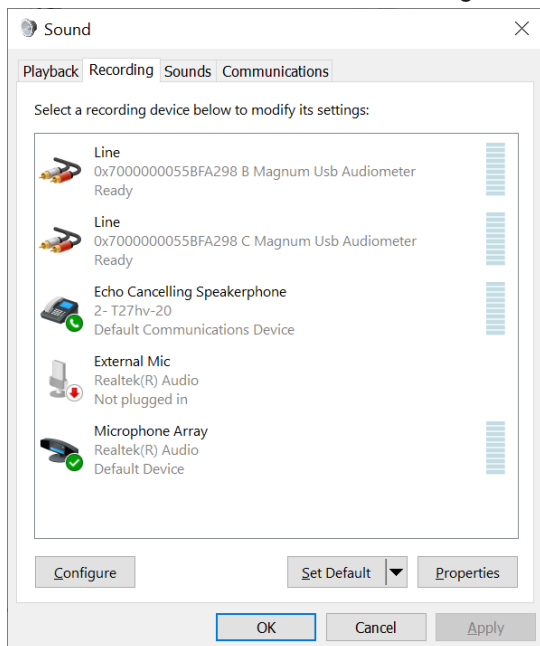 Sound
Playback Recording Sounds Communications
Select a recording device below to modify its settings:
Line
0x7000000055BFA298 B Magnum Usb Audiometer
Ready
Line
0x7000000055BFA298 C Magnum Usb Audiometer
Ready
Echo Cancelling Speakerphone
2- T27hv-20
Default Communications Device
External Mic
Realtek(R) Audio
Not plugged in
Microphone Array
Realtek(R) Audio
Default Device
Configure Set Default Properties
OK Cancel Apply